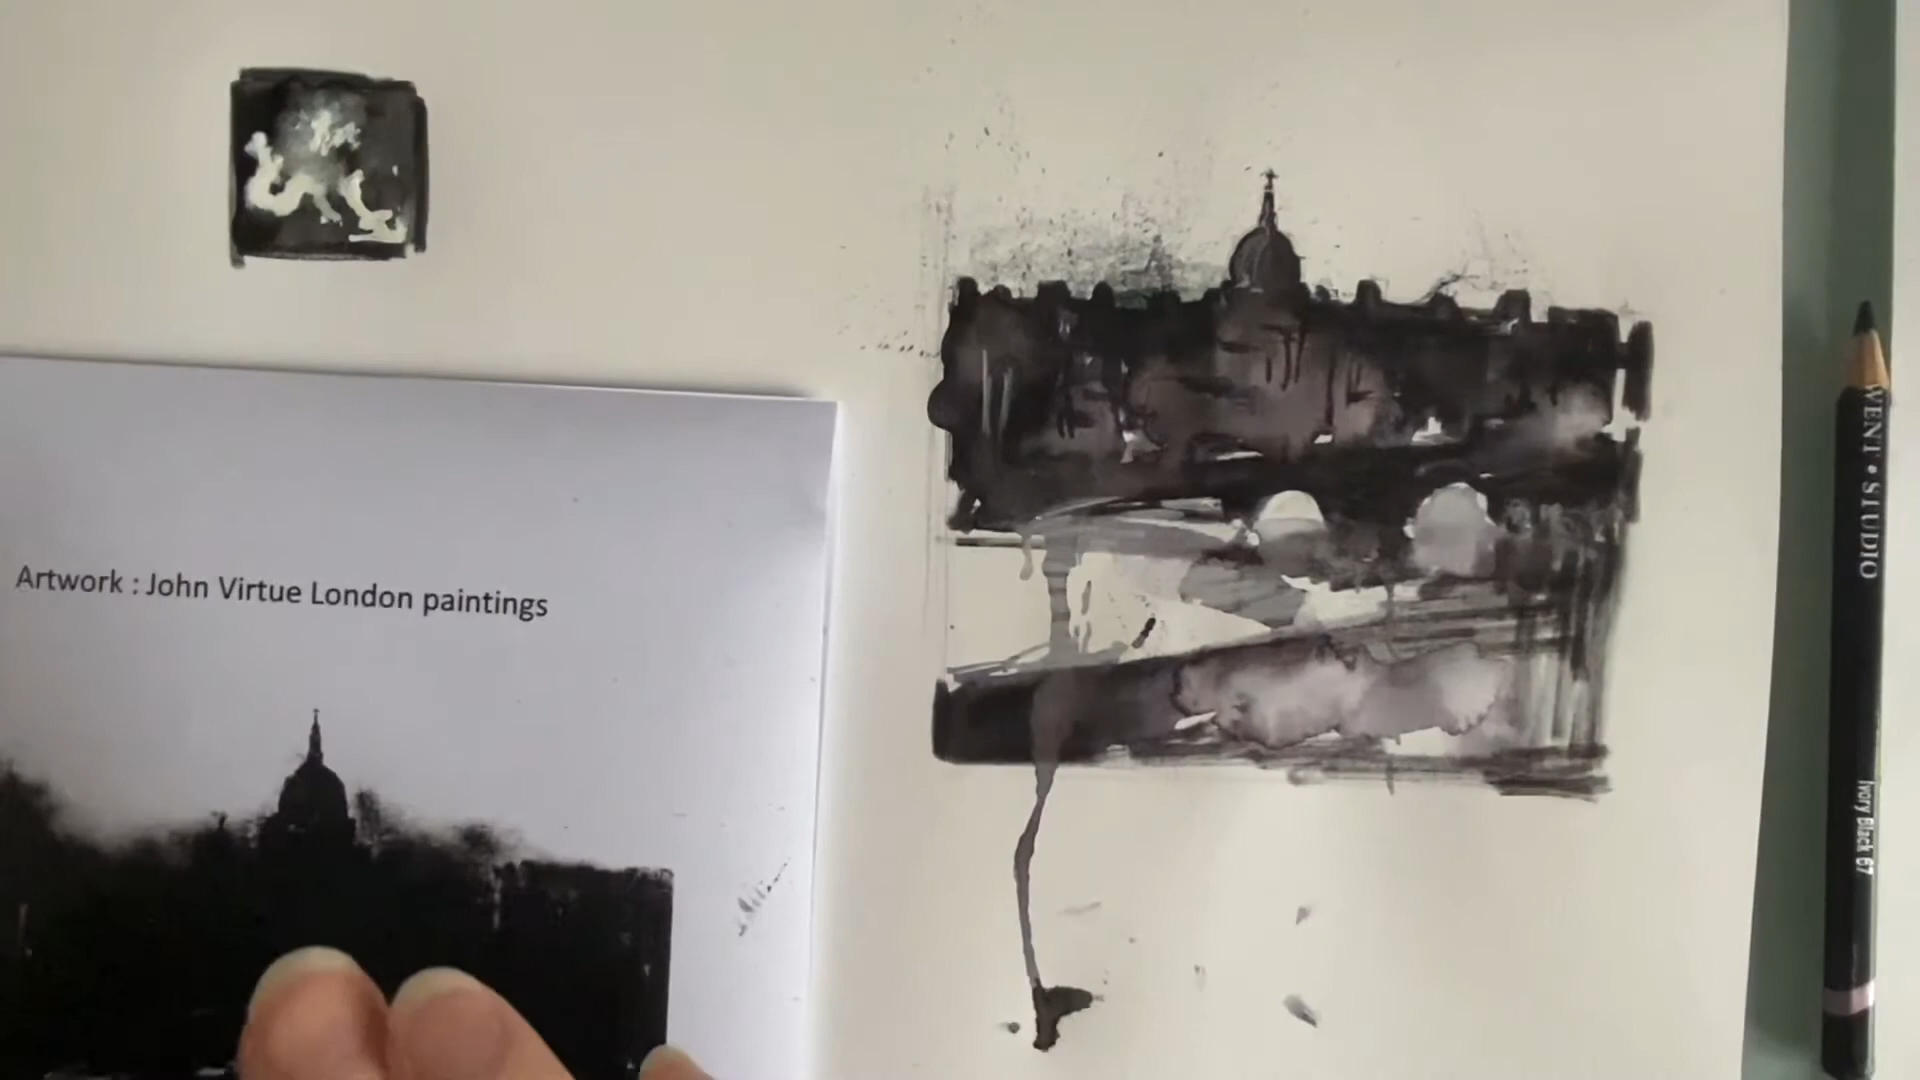 Artwork : John Virtue London paintings
VENT • STUDIO
Ivory Black 67